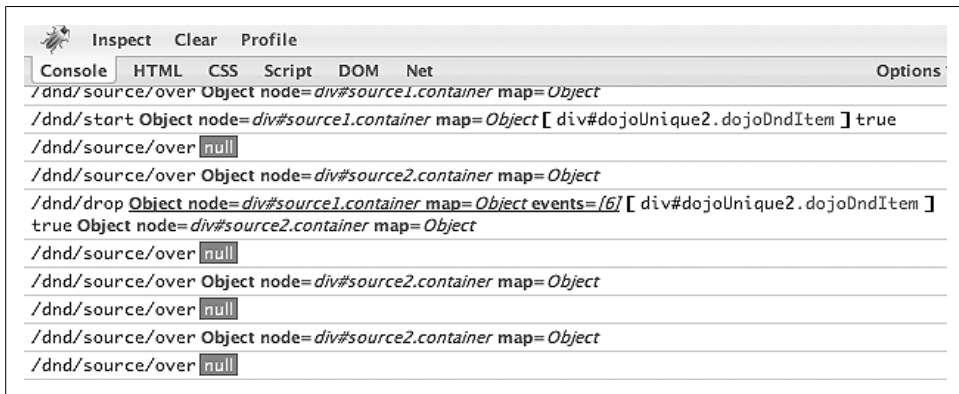 Inspect Clear Profile
Console HTML CSS Script DOM Net Options
/dnd/source/over Object node=div#source1.container map=Object
/dnd/start Object node=div#source1.container map=Object [ div#dojoUnique2.dojoDndItem ] true
/dnd/source/over null
/dnd/source/over Object node=div#source2.container map=Object
/dnd/drop Object node=div#source1.container map=Object events=[6] [ div#dojoUnique2.dojoDndItem ]
true Object node=div#source2.container map=Object
/dnd/source/over null
/dnd/source/over Object node=div#source2.container map=Object
/dnd/source/over null
/dnd/source/over Object node=div#source2.container map=Object
/dnd/source/over null